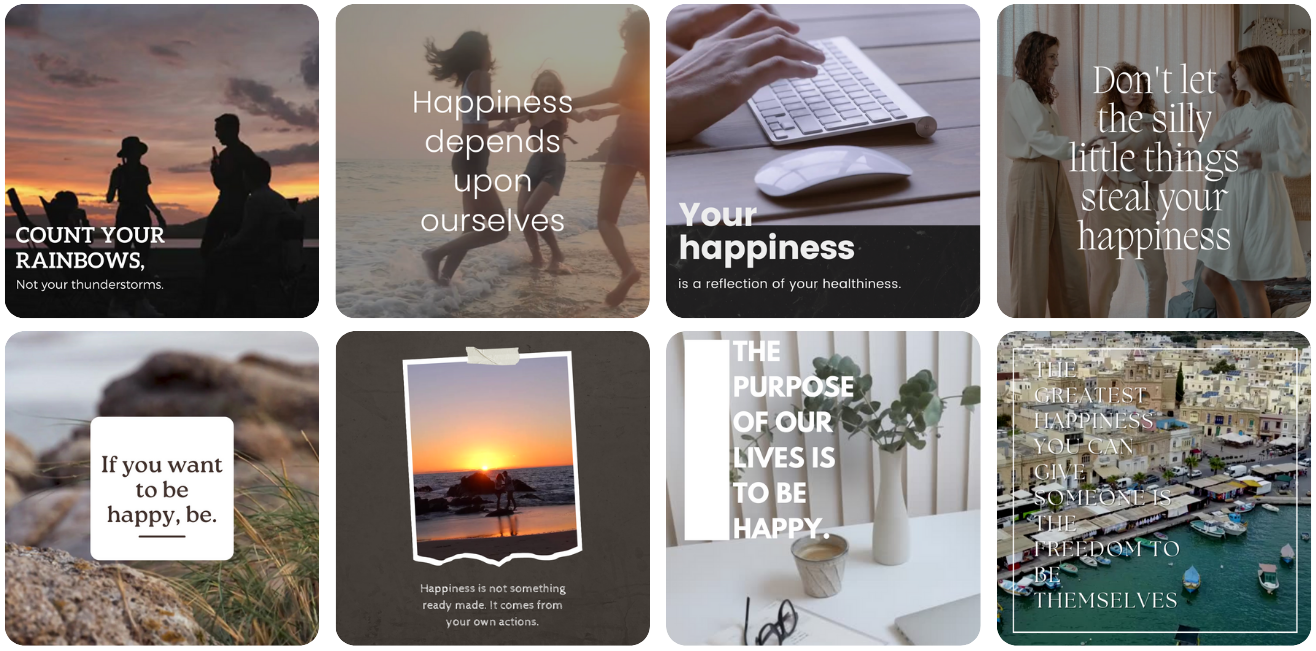 COUNT YOUR
RAINBOWS,
Not your thunderstorms.
Happiness
depends
upon
ourselves
Your
happiness
is a reflection of your healthiness.
Don't let
the silly
little things
steal your
happiness
If you want
to be
happy, be.
Happiness is not something
ready made. It comes from
your own actions.
THE
PURPOSE
OF OUR
LIVES IS
TO BE
HAPPY.
THE
GREATEST
HAPPINESS
YOU CAN
GIVE
SOMEONE IS
THE
FREEDOM TO
BE
THEMSELVES